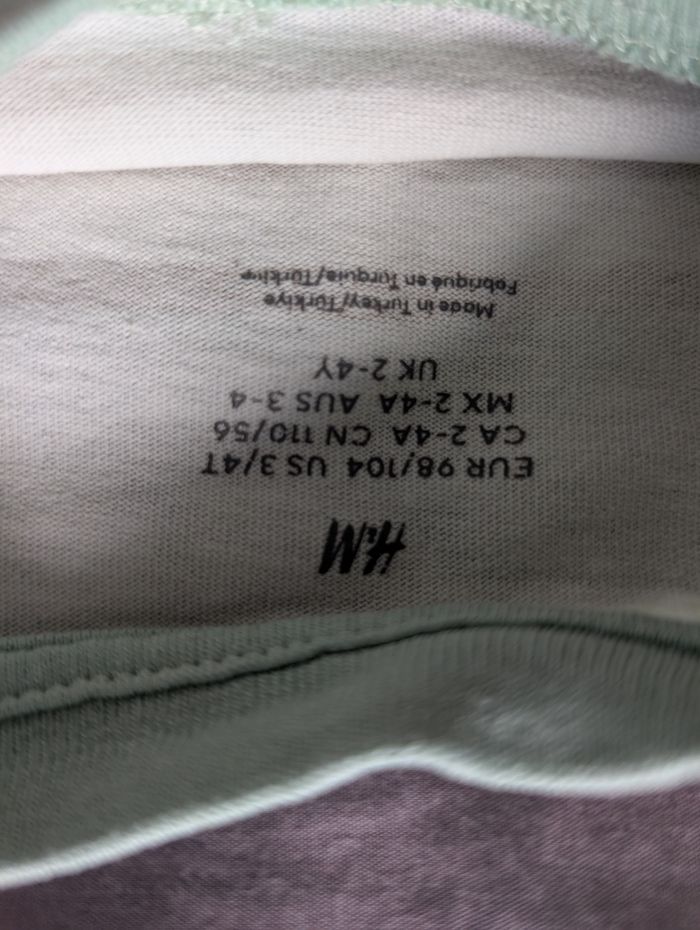 H&M
EUR 98/104 US 3/4T
CA 2-4A CN 110/56
MX 2-4A AUS 3-4
UK 2-4Y
Made in Turkey/Türkiye
Fabriqué en Turquie/Türkiye